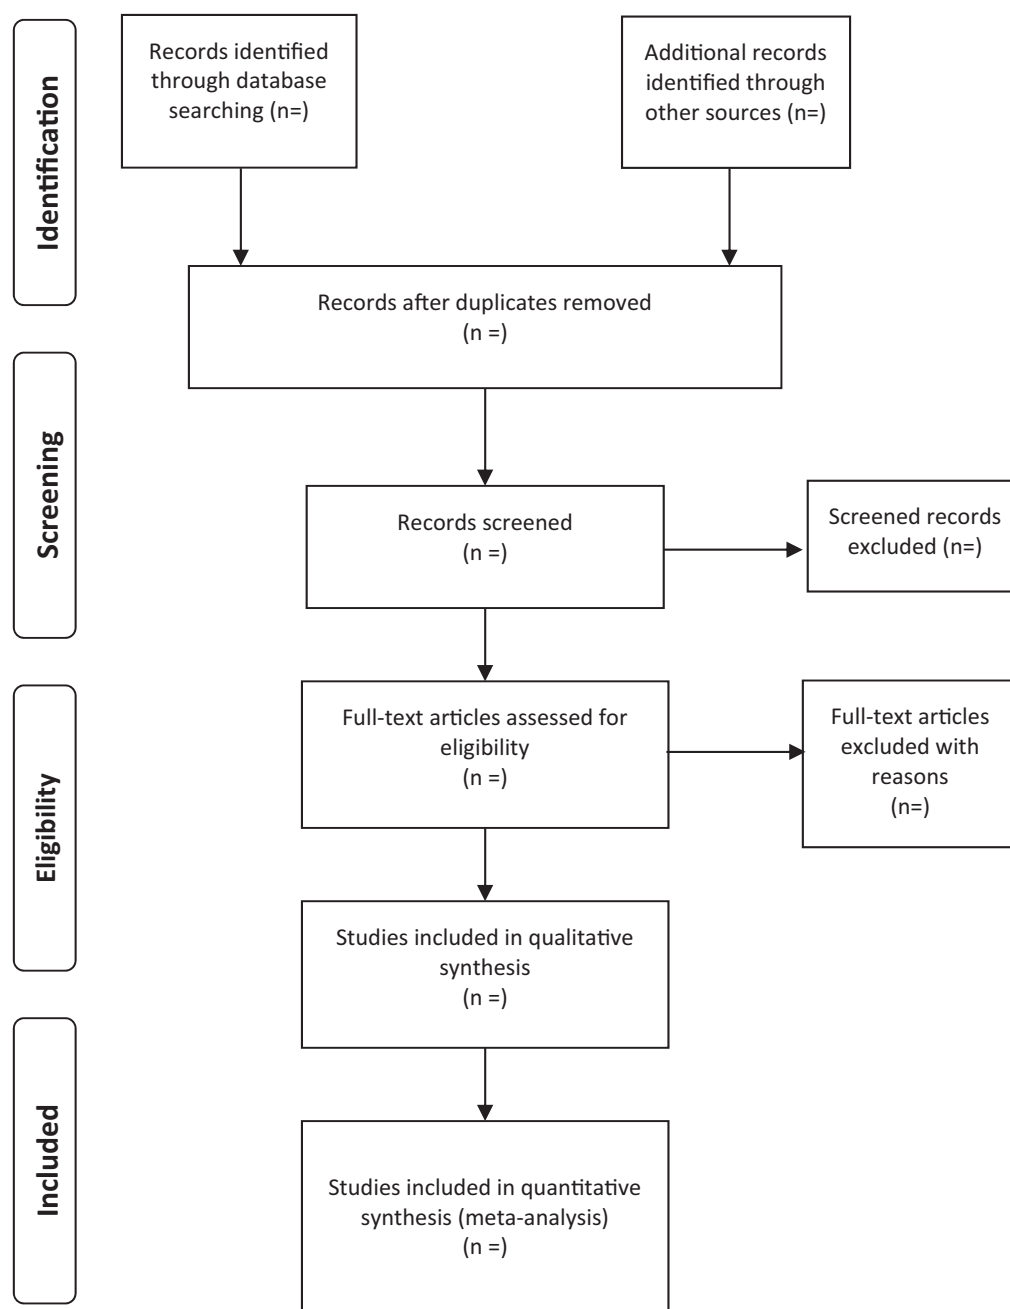 Identification
Records identified
through database
searching (n=)
Additional records
identified through
other sources (n=)
Records after duplicates removed
(n =)
Screening
Records screened
(n =)
Screened records
excluded (n=)
Eligibility
Full-text articles assessed for
eligibility
(n =)
Full-text articles
excluded with
reasons
(n=)
Studies included in qualitative
synthesis
(n =)
Included
Studies included in quantitative
synthesis (meta-analysis)
(n =)